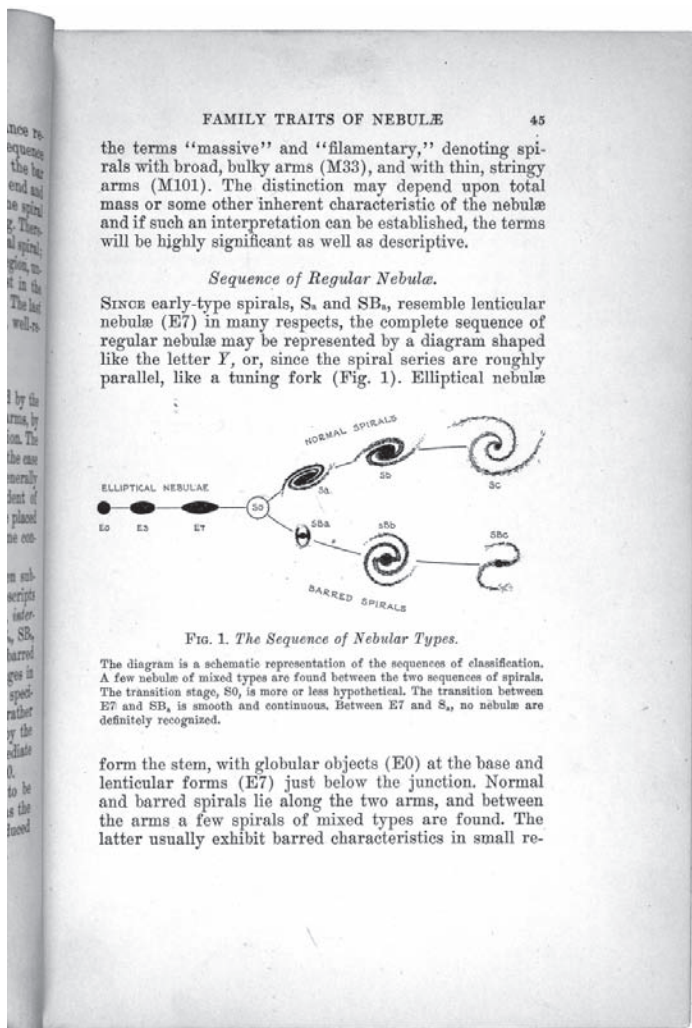 FAMILY TRAITS OF NEBULÆ 45
the terms "massive" and "filamentary," denoting spi-
rals with broad, bulky arms (M33), and with thin, stringy
arms (M101). The distinction may depend upon total
mass or some other inherent characteristic of the nebulæ
and if such an interpretation can be established, the terms
will be highly significant as well as descriptive.
Sequence of Regular Nebulæ.
SINCE early-type spirals, Sa and SBa, resemble lenticular
nebulæ (E7) in many respects, the complete sequence of
regular nebulæ may be represented by a diagram shaped
like the letter Y, or, since the spiral series are roughly
parallel, like a tuning fork (Fig. 1). Elliptical nebulæ
NORMAL SPIRALS
Sa
Sb
Sc
ELLIPTICAL NEBULAE
E0 E3 E7
S0
SBa
SBb
SBc
BARRED SPIRALS
FIG. 1. The Sequence of Nebular Types.
The diagram is a schematic representation of the sequences of classification.
A few nebulæ of mixed types are found between the two sequences of spirals.
The transition stage, S0, is more or less hypothetical. The transition between
E7 and SBa is smooth and continuous. Between E7 and Sa, no nebulæ are
definitely recognized.
form the stem, with globular objects (E0) at the base and
lenticular forms (E7) just below the junction. Normal
and barred spirals lie along the two arms, and between
the arms a few spirals of mixed types are found. The
latter usually exhibit barred characteristics in small re-